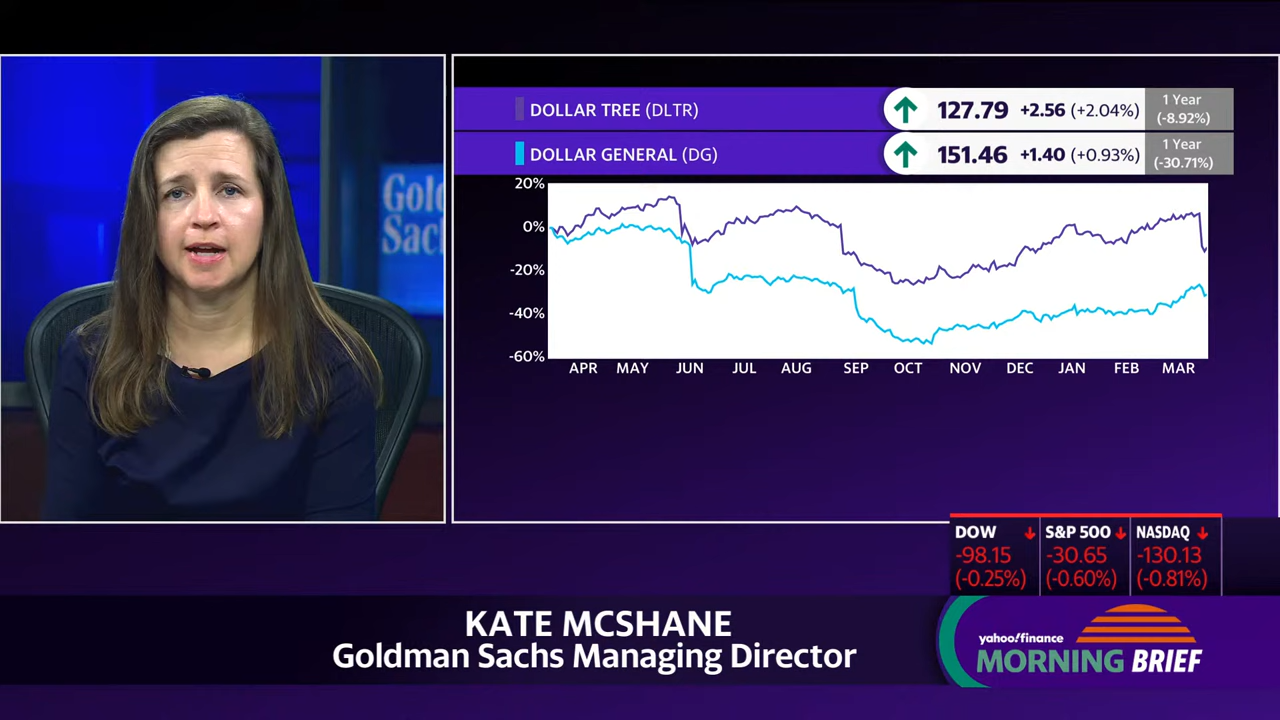 Gold
Sachs
DOLLAR TREE (DLTR) 127.79 +2.56 (+2.04%) 1 Year (-8.92%)
DOLLAR GENERAL (DG) 151.46 +1.40 (+0.93%) 1 Year (-30.71%)
20%
0%
-20%
-40%
-60%
APR MAY JUN JUL AUG SEP OCT NOV DEC JAN FEB MAR
DOW S&P 500 NASDAQ
-98.15 -30.65 -130.13
(-0.25%) (-0.60%) (-0.81%)
KATE MCSHANE
Goldman Sachs Managing Director
yahoo!finance
MORNING BRIEF